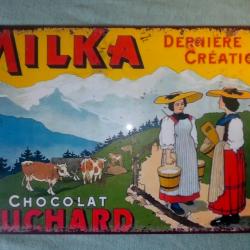 MILKA
DERNIÈRE
CRÉATION
CHOCOLAT
SUCHARD